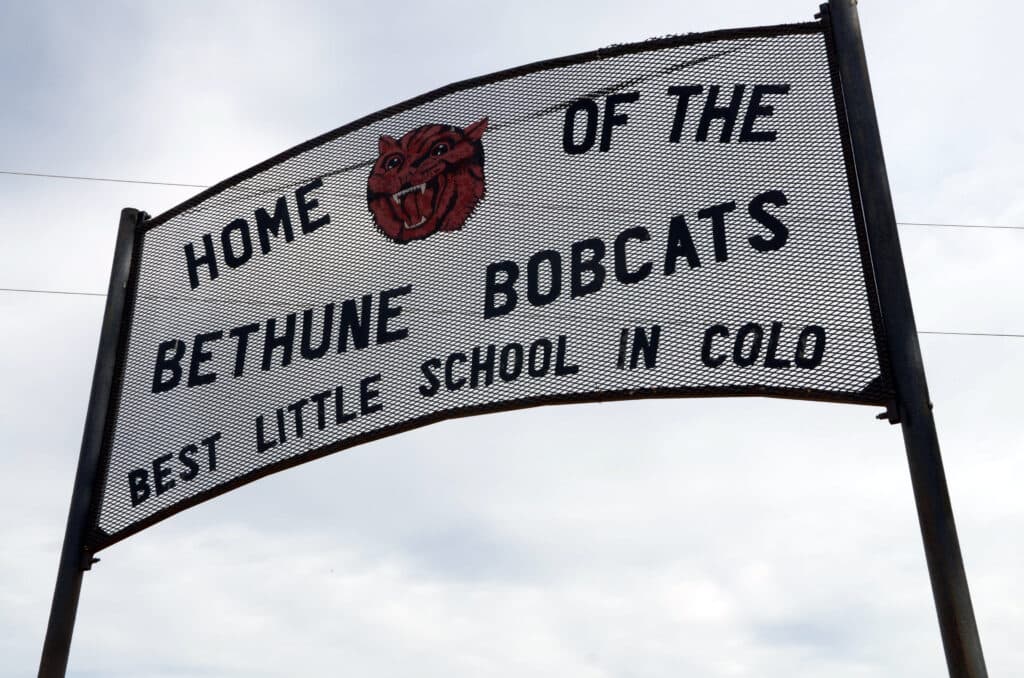 HOME OF THE
BETHUNE BOBCATS
BEST LITTLE SCHOOL IN COLO